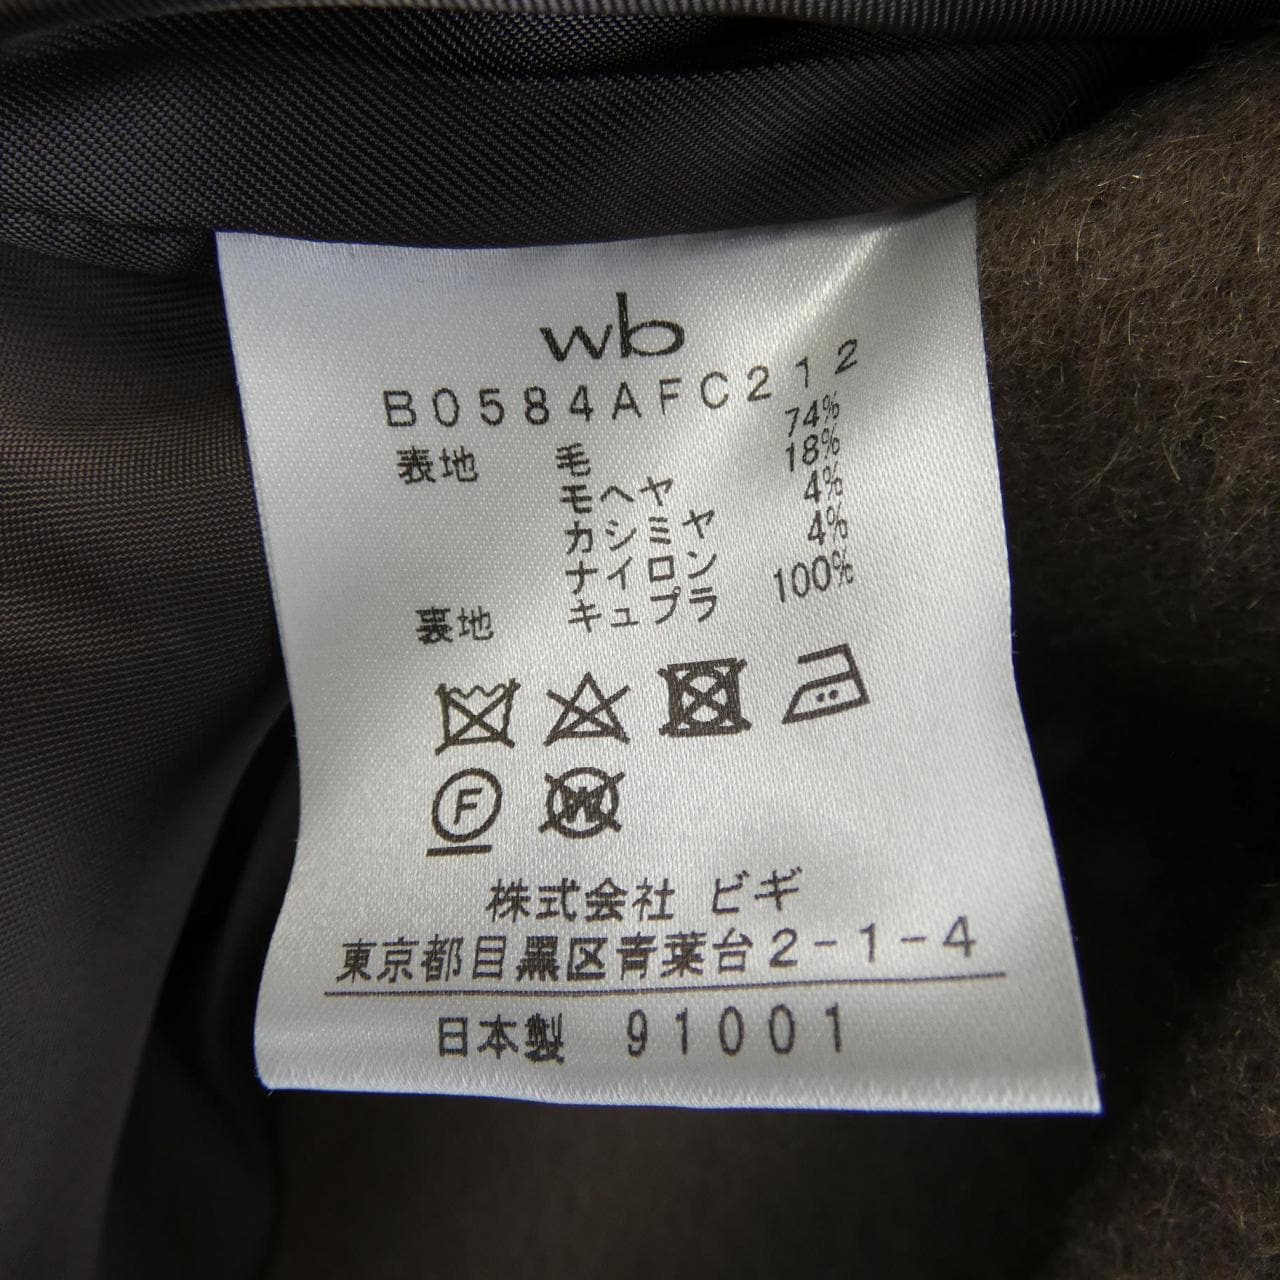 wb
B0584AFC212
表地 毛 74%
モヘヤ 18%
カシミヤ 4%
ナイロン 4%
裏地 キュプラ 100%
F W
株式会社 ビギ
東京都目黒区青葉台2-1-4
日本製 91001